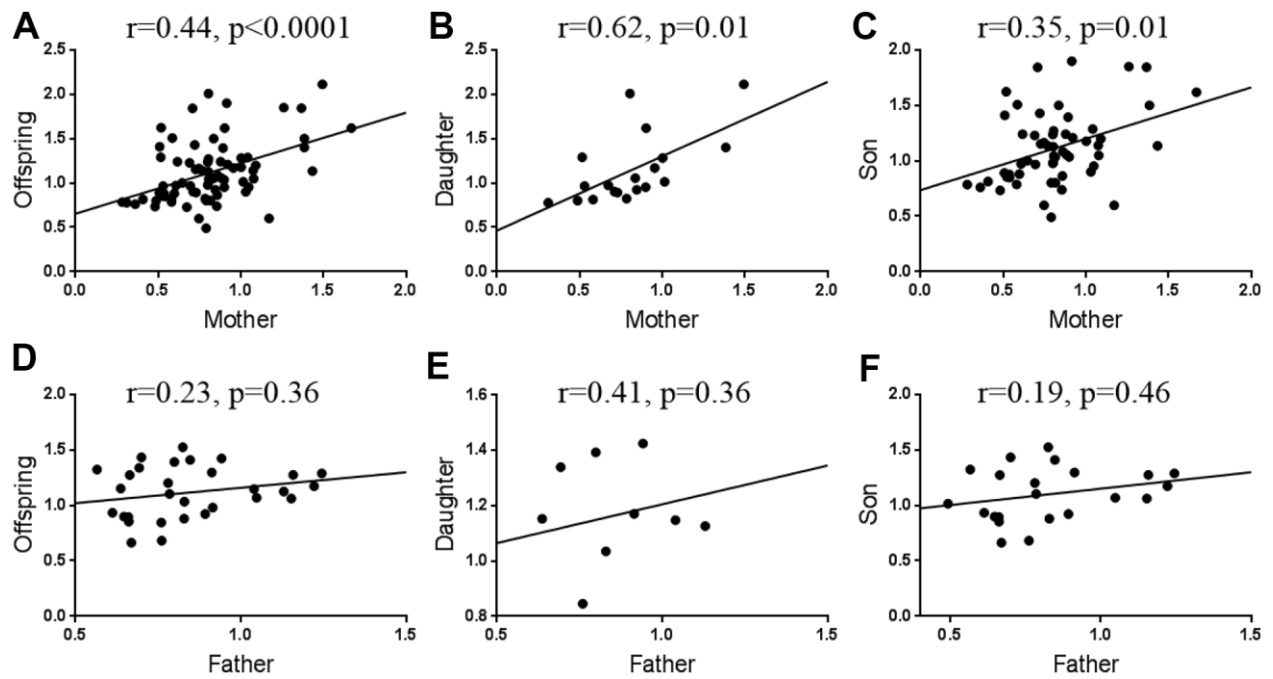 A
r=0.44, p<0.0001
2.5
2.0
1.5
1.0
0.5
0.0
Offspring
0.0 0.5 1.0 1.5 2.0
Mother
B
r=0.62, p=0.01
2.5
2.0
1.5
1.0
0.5
0.0
Daughter
0.0 0.5 1.0 1.5 2.0
Mother
C
r=0.35, p=0.01
2.0
1.5
1.0
0.5
0.0
Son
0.0 0.5 1.0 1.5 2.0
Mother
D
r=0.23, p=0.36
2.0
1.5
1.0
0.5
0.0
Offspring
0.5 1.0 1.5
Father
E
r=0.41, p=0.36
1.6
1.4
1.2
1.0
0.8
Daughter
0.5 1.0 1.5
Father
F
r=0.19, p=0.46
2.0
1.5
1.0
0.5
0.0
Son
0.5 1.0 1.5
Father